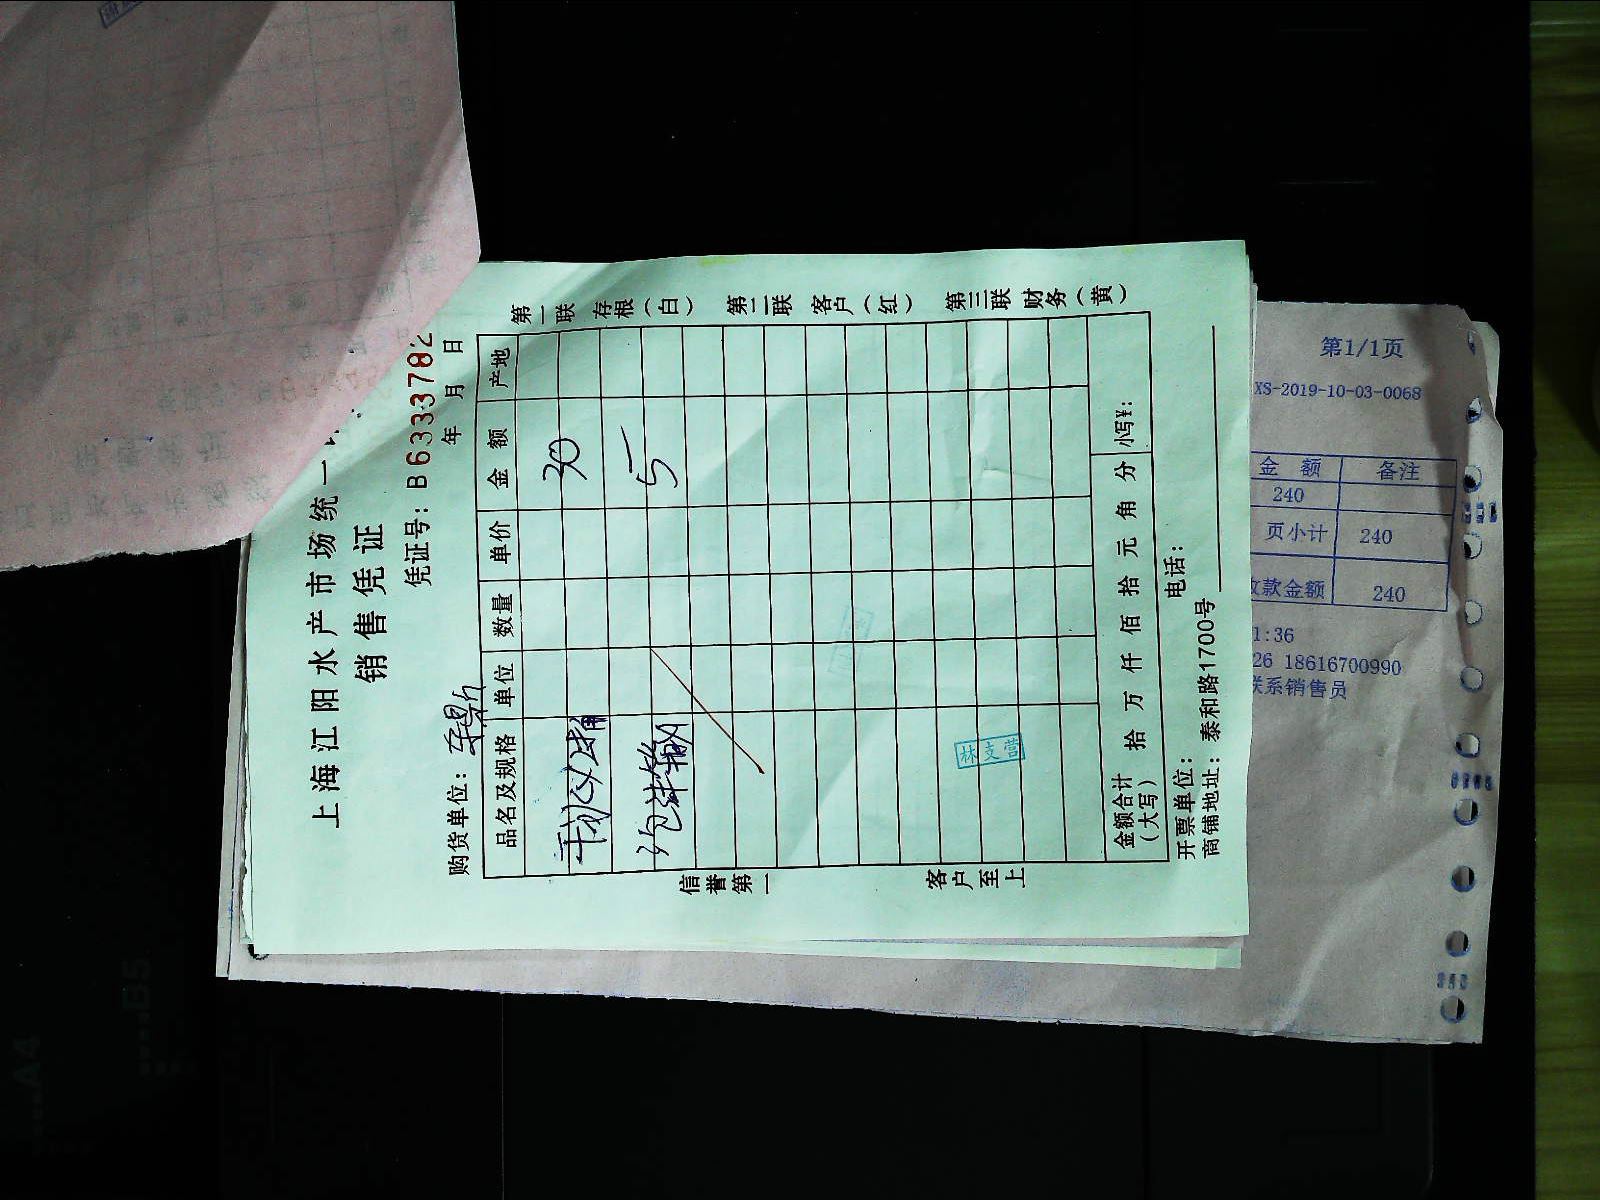 上海江阳水产市场统一
销售凭证
凭证号：B6333782
购货单位：
年 月 日
品名及规格 单位 数量 单价 金额 产地
30
5
金额合计（大写） 拾 万 仟 佰 拾 元 角 分 小写¥：
开票单位： 电话：
商铺地址：泰和路1700号
信誉第一
客户至上
第一联 存根（白） 第二联 客户（红） 第三联 财务（黄）
第1/1页
XS-2019-10-03-0068
金额 备注
240
页小计 240
款金额 240
1:36
26 18616700990
联系销售员
B5
A4